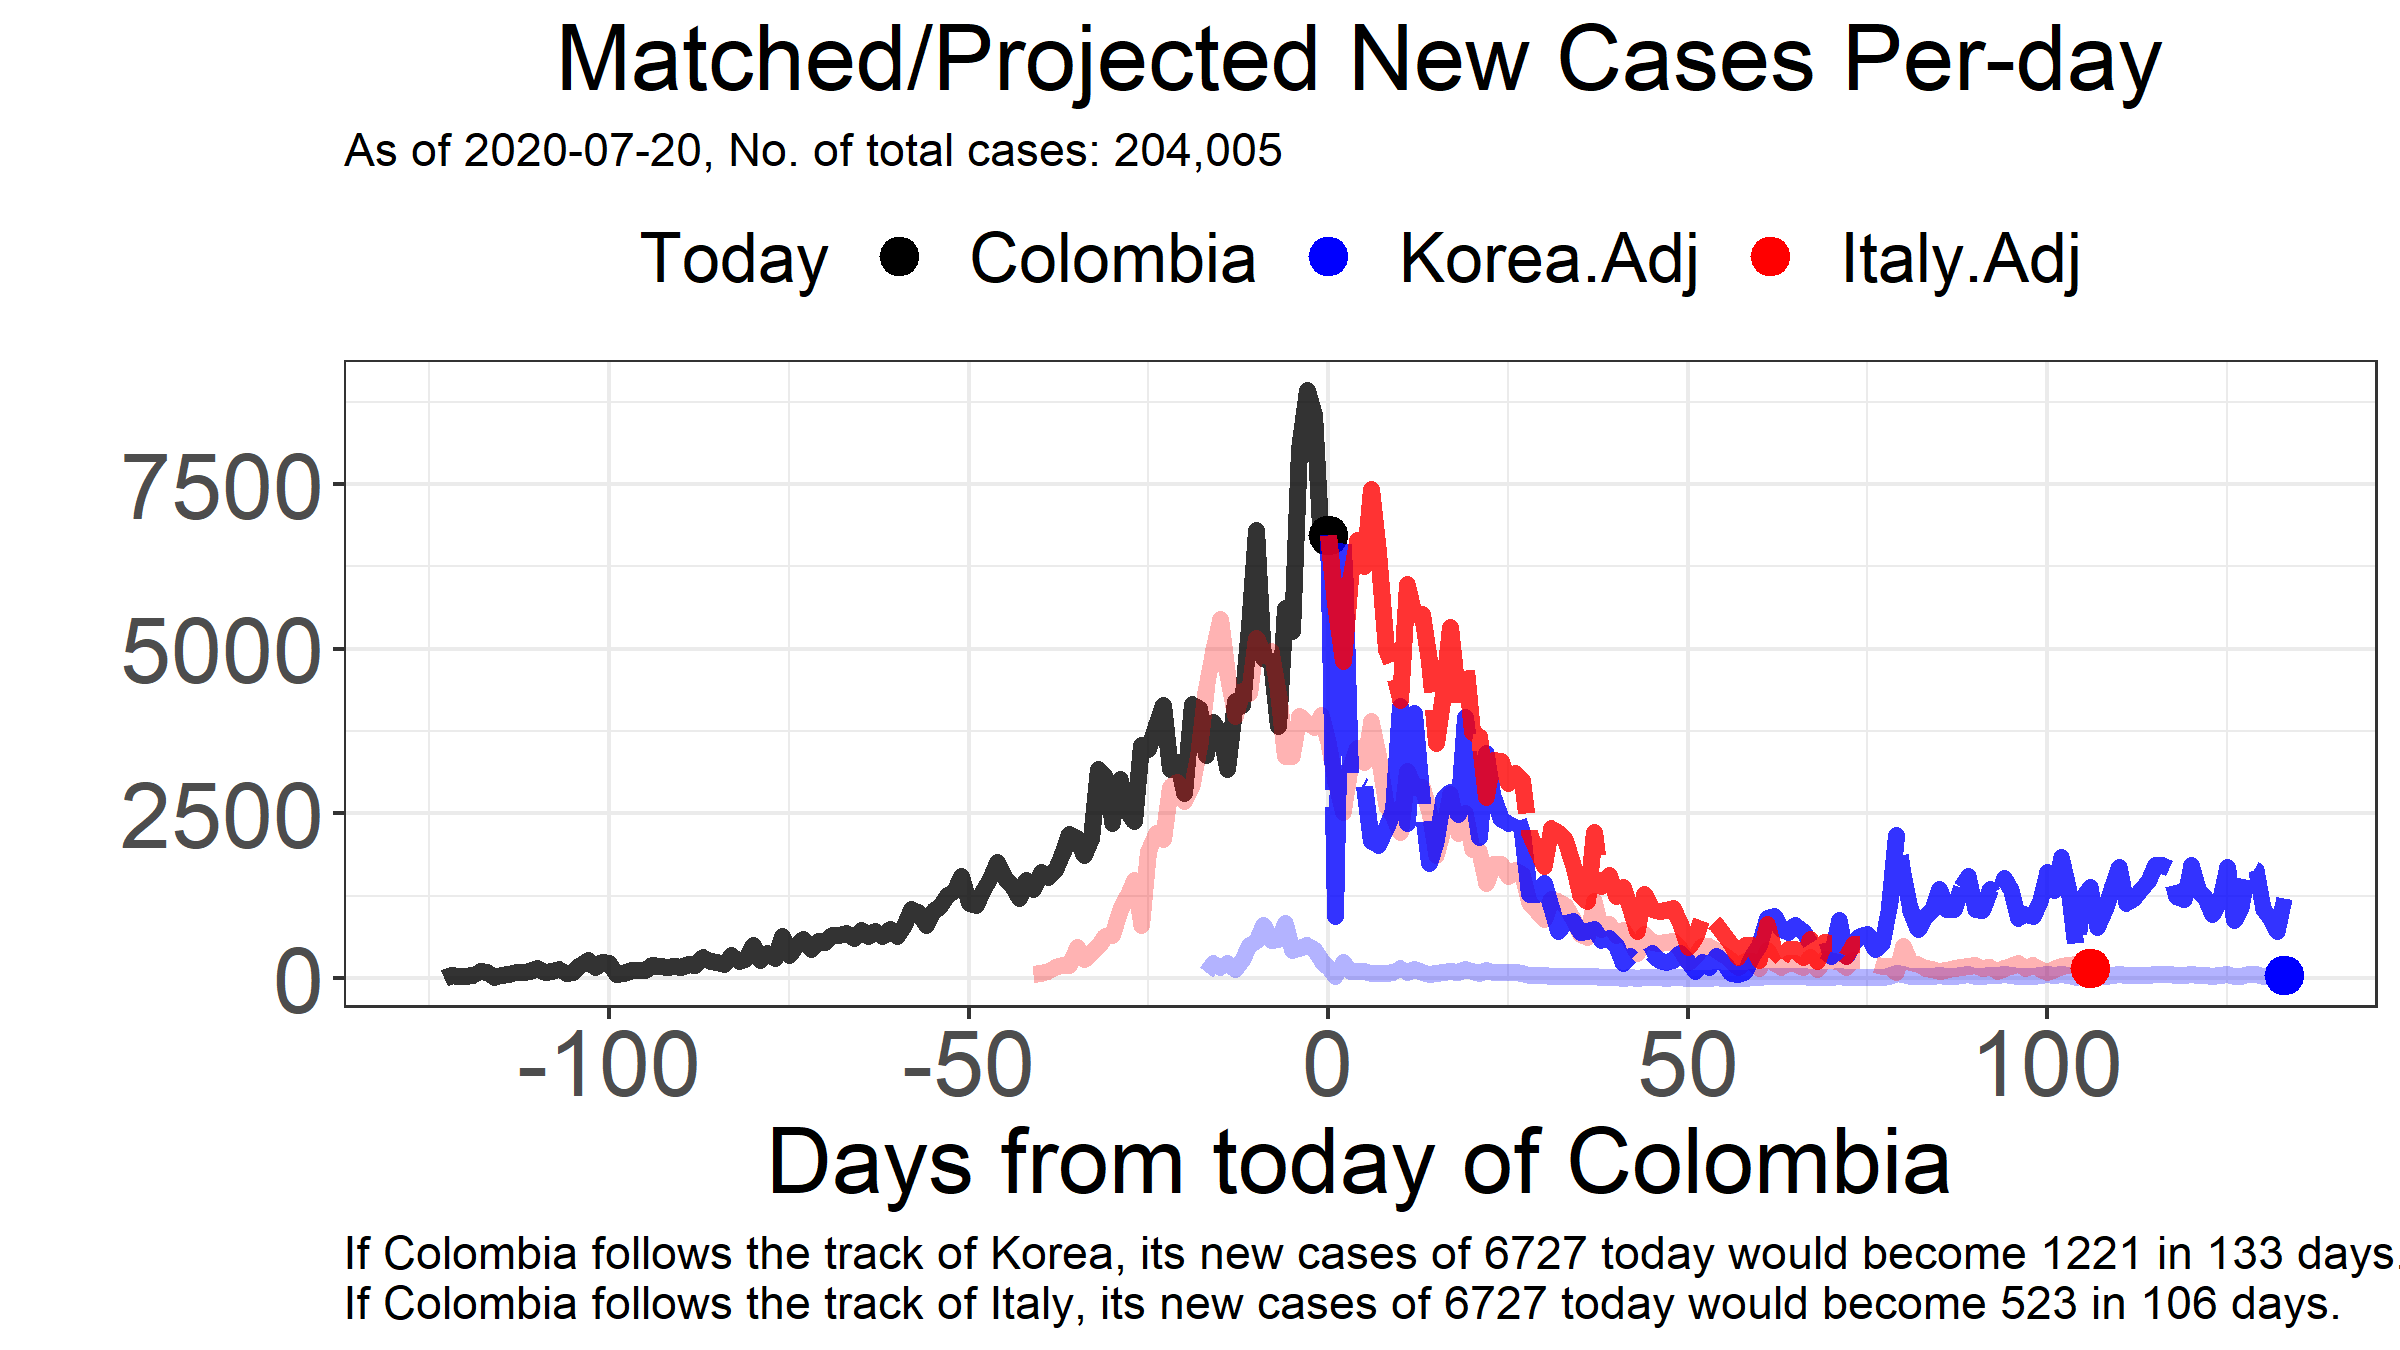 Matched/Projected New Cases Per-day
As of 2020-07-20, No. of total cases: 204,005
Today Colombia Korea.Adj Italy.Adj
7500
5000
2500
0
-100 -50 0 50 100
Days from today of Colombia
If Colombia follows the track of Korea, its new cases of 6727 today would become 1221 in 133 days.
If Colombia follows the track of Italy, its new cases of 6727 today would become 523 in 106 days.